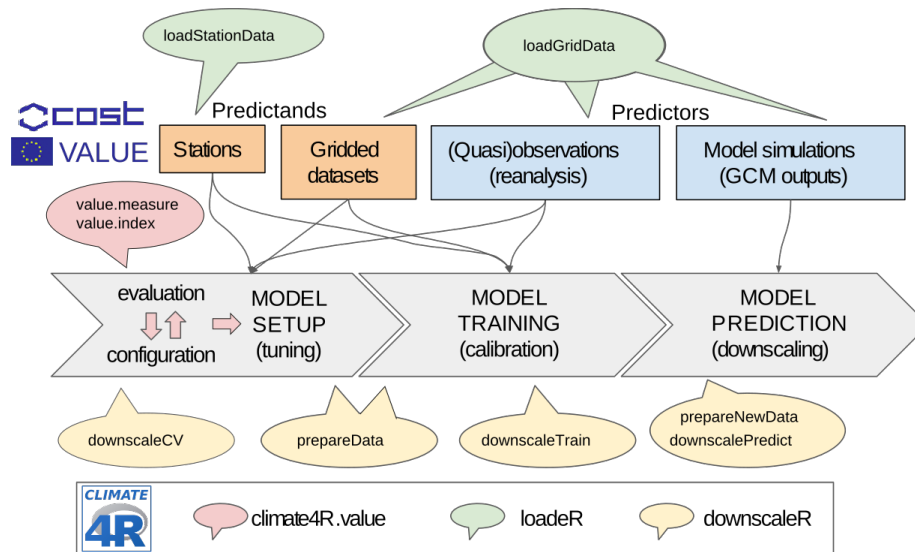 loadStationData
loadGridData
cost
VALUE
Predictands
Predictors
Stations
Gridded
datasets
(Quasi)observations
(reanalysis)
Model simulations
(GCM outputs)
value.measure
value.index
evaluation
configuration
MODEL
SETUP
(tuning)
MODEL
TRAINING
(calibration)
MODEL
PREDICTION
(downscaling)
downscaleCV
prepareData
downscaleTrain
prepareNewData
downscalePredict
CLIMATE
4R
climate4R.value
loadeR
downscaleR